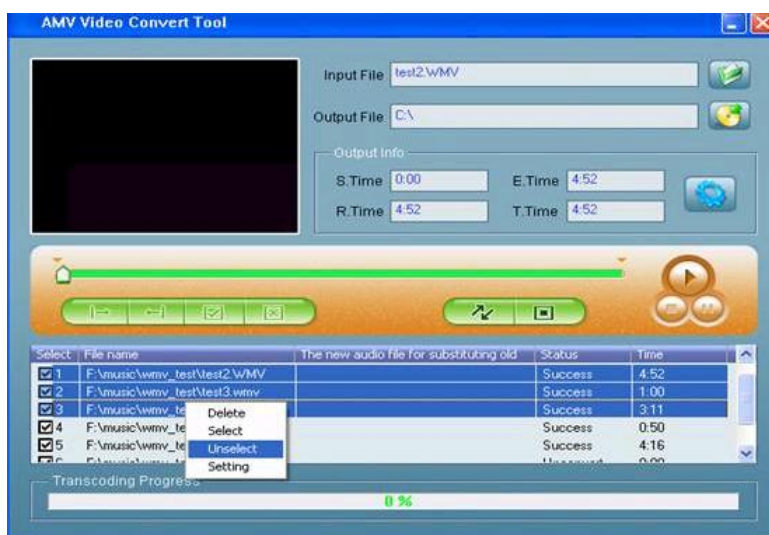 AMV Video Convert Tool
Input File test2.WMV
Output File C:\
Output Info
S.Time 0:00 E.Time 4:52
R.Time 4:52 T.Time 4:52
Select File name The new audio file for substituting old Status Time
1 F:\music\wmv_test\test2.WMV Success 4:52
2 F:\music\wmv_test\test3.wmv Success 1:00
3 F:\music\wmv_te Success 3:11
4 F:\music\wmv_te Success 0:50
5 F:\music\wmv_te Success 4:16
Delete
Select
Unselect
Setting
Transcoding Progress
0 %